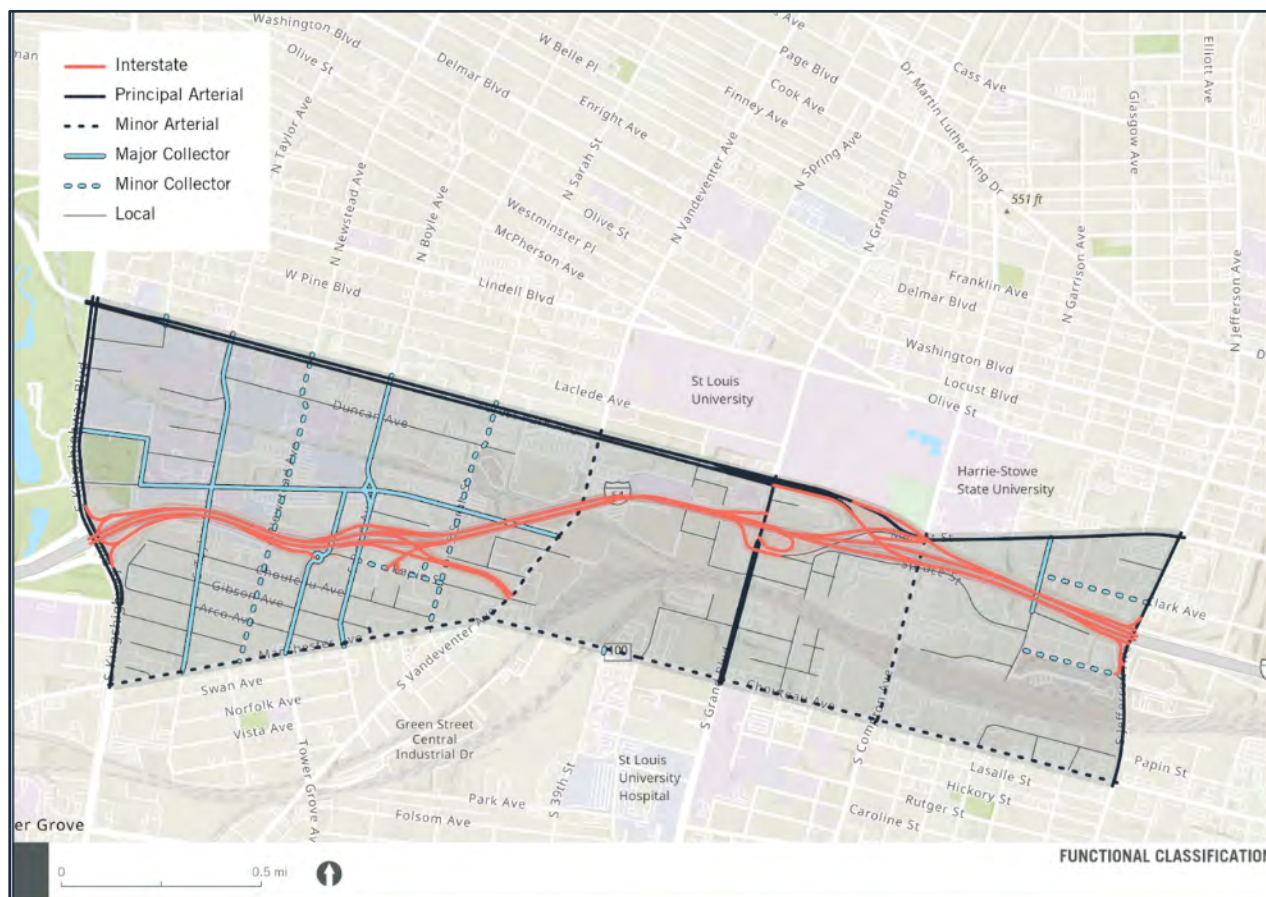 Interstate
Principal Arterial
Minor Arterial
Major Collector
Minor Collector
Local
Washington Blvd
Olive St
N Taylor Ave
Delmar Blvd
W Belle Pl
Enright Ave
Page Blvd
Cook Ave
Finney Ave
Dr Martin Luther King Dr
Cass Ave
Elliott Ave
Glasgow Ave
N Newstead Ave
N Boyle Ave
N Sarah St
Westminster Pl
McPherson Ave
Olive St
N Vandeventer Ave
N Spring Ave
N Grand Blvd
551 ft
N Garrison Ave
N Jefferson Ave
W Pine Blvd
Lindell Blvd
Franklin Ave
Delmar Blvd
Washington Blvd
Locust Blvd
Olive St
Laclede Ave
St Louis
University
Duncan Ave
Harrie-Stowe
State University
64
Spruce St
Clark Ave
Chouteau Ave
Gibson Ave
Arco Ave
Manchester Ave
S Vandeventer
100
Swan Ave
Norfolk Ave
Vista Ave
Tower Grove Av
Green Street
Central
Industrial Dr
S Grand Blvd
Chouteau Ave
S Compton Ave
S Jeffers
Papin St
St Louis
University
Hospital
S 39th St
Lasalle St
Hickory St
Rutger St
Caroline St
Park Ave
Folsom Ave
er Grove
FUNCTIONAL CLASSIFICATION
0
0.5 mi